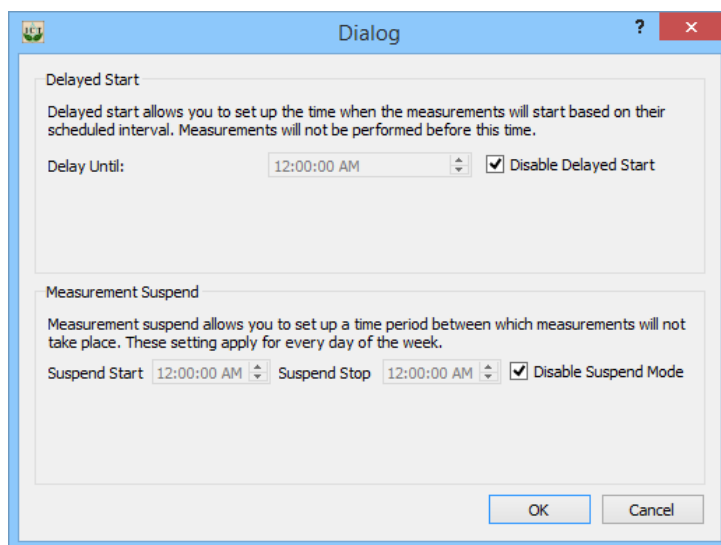 ICT
Dialog
?
Delayed Start
Delayed start allows you to set up the time when the measurements will start based on their
scheduled interval. Measurements will not be performed before this time.
Delay Until: 12:00:00 AM Disable Delayed Start
Measurement Suspend
Measurement suspend allows you to set up a time period between which measurements will not
take place. These setting apply for every day of the week.
Suspend Start 12:00:00 AM Suspend Stop 12:00:00 AM Disable Suspend Mode
OK Cancel